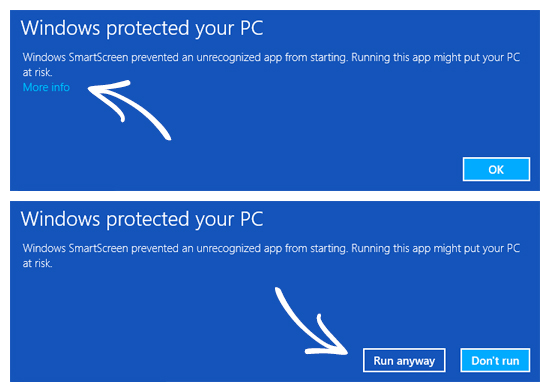 Windows protected your PC
Windows SmartScreen prevented an unrecognized app from starting. Running this app might put your PC
at risk.
More info
OK
Windows protected your PC
Windows SmartScreen prevented an unrecognized app from starting. Running this app might put your PC
at risk.
Run anyway
Don't run